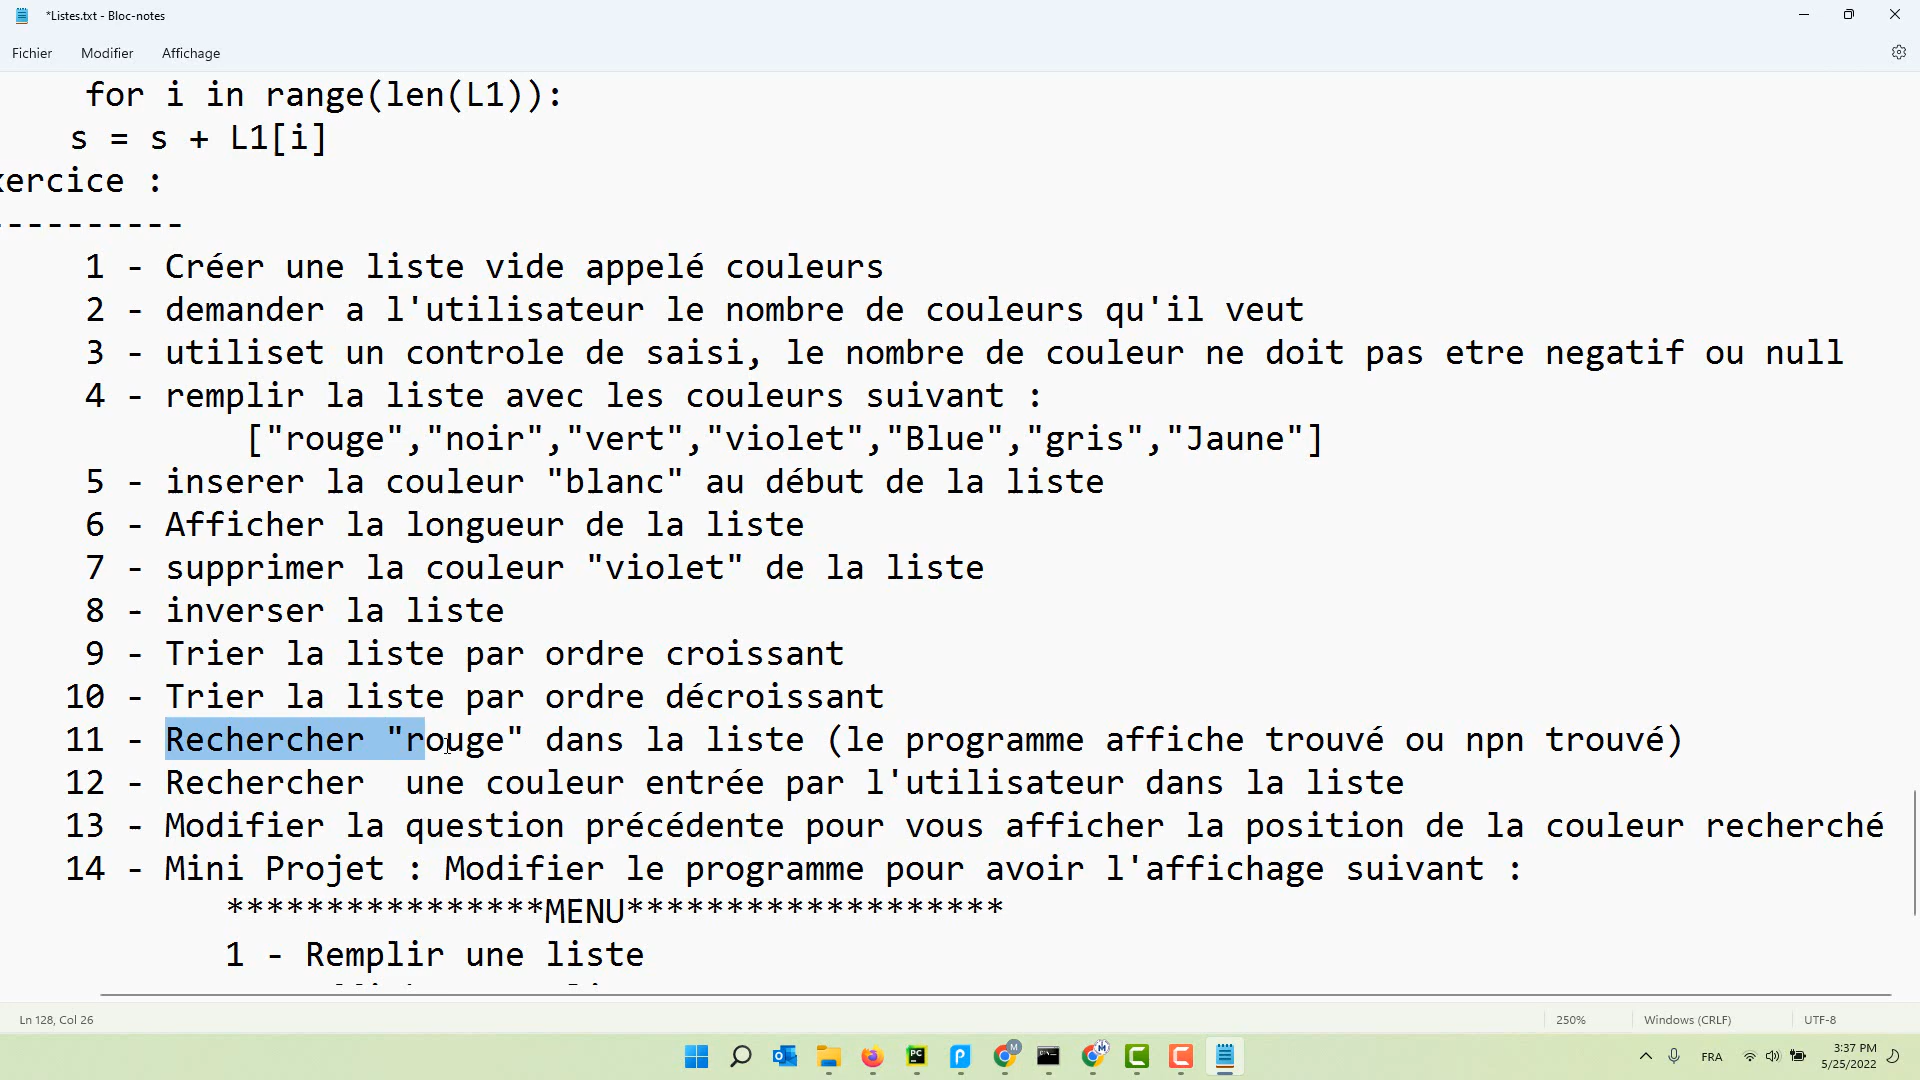 *Listes.txt - Bloc-notes
Fichier Modifier Affichage
for i in range(len(L1)):
s = s + L1[i]
xercice :
----------
1 - Créer une liste vide appelé couleurs
2 - demander a l'utilisateur le nombre de couleurs qu'il veut
3 - utiliset un controle de saisi, le nombre de couleur ne doit pas etre negatif ou null
4 - remplir la liste avec les couleurs suivant :
["rouge","noir","vert","violet","Blue","gris","Jaune"]
5 - inserer la couleur "blanc" au début de la liste
6 - Afficher la longueur de la liste
7 - supprimer la couleur "violet" de la liste
8 - inverser la liste
9 - Trier la liste par ordre croissant
10 - Trier la liste par ordre décroissant
11 - Rechercher "rouge" dans la liste (le programme affiche trouvé ou npn trouvé)
12 - Rechercher  une couleur entrée par l'utilisateur dans la liste
13 - Modifier la question précédente pour vous afficher la position de la couleur recherché
14 - Mini Projet : Modifier le programme pour avoir l'affichage suivant :
****************MENU*******************
1 - Remplir une liste
Ln 128, Col 26 250% Windows (CRLF) UTF-8
FRA 3:37 PM
5/25/2022